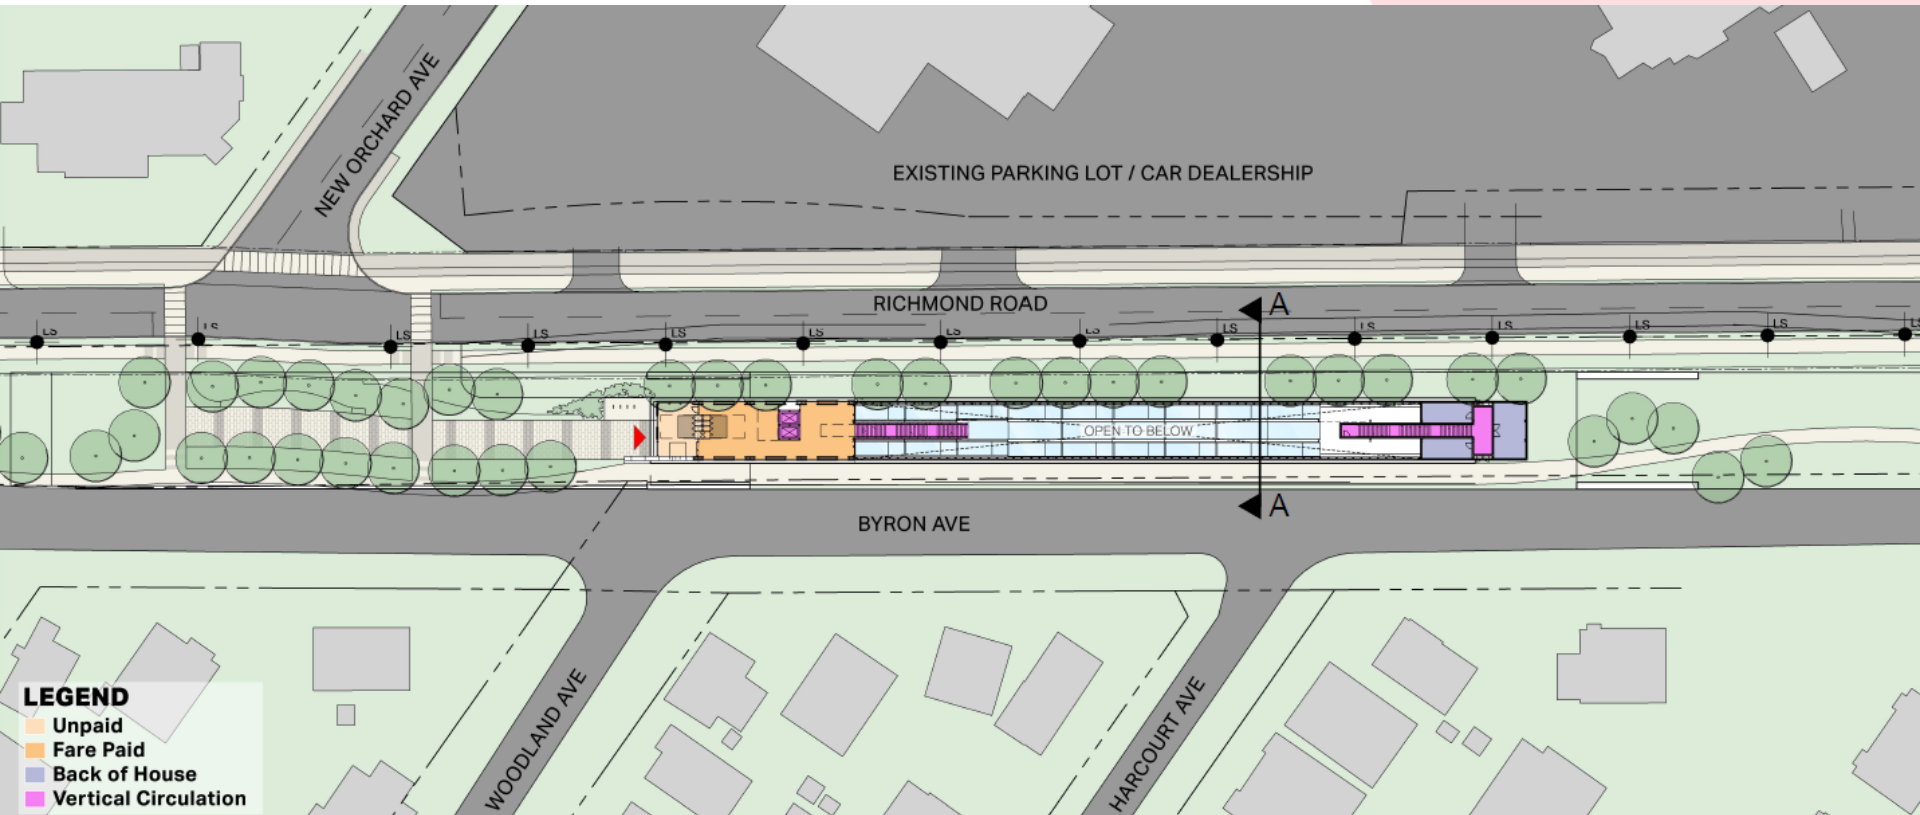 NEW ORCHARD AVE
EXISTING PARKING LOT / CAR DEALERSHIP
RICHMOND ROAD
A
LS
LS
LS
LS
LS
LS
LS
LS
LS
LS
LS
LS
LS
LS
OPEN TO BELOW
A
BYRON AVE
WOODLAND AVE
HARCOURT AVE
LEGEND
Unpaid
Fare Paid
Back of House
Vertical Circulation